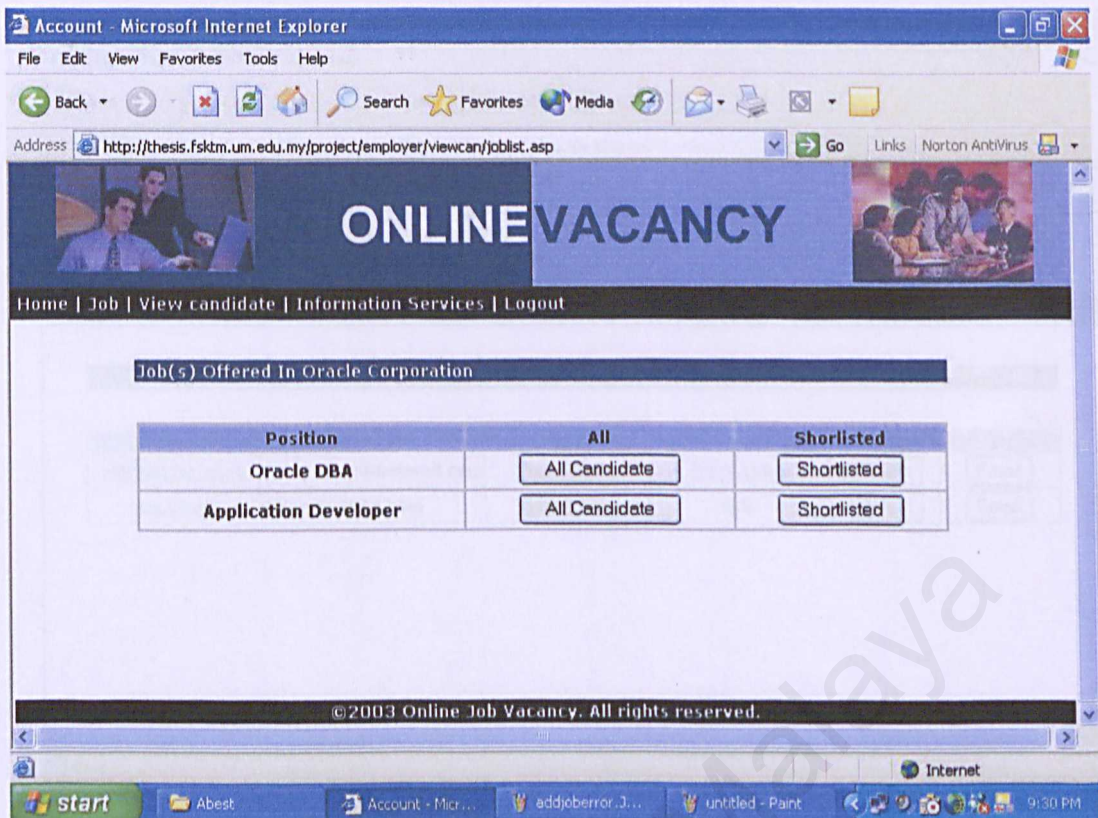 Account - Microsoft Internet Explorer
File Edit View Favorites Tools Help
Back Search Favorites Media
Address http://thesis.fsktm.um.edu.my/project/employer/viewcan/joblist.asp Go Links Norton AntiVirus
ONLINEVACANCY
Home | Job | View candidate | Information Services | Logout
Job(s) Offered In Oracle Corporation
Position All Shorlisted
Oracle DBA All Candidate Shortlisted
Application Developer All Candidate Shortlisted
©2003 Online Job Vacancy. All rights reserved.
Internet
start Abest Account - Micr... addjoberror.J... untitled - Paint 9:30 PM
Malaya